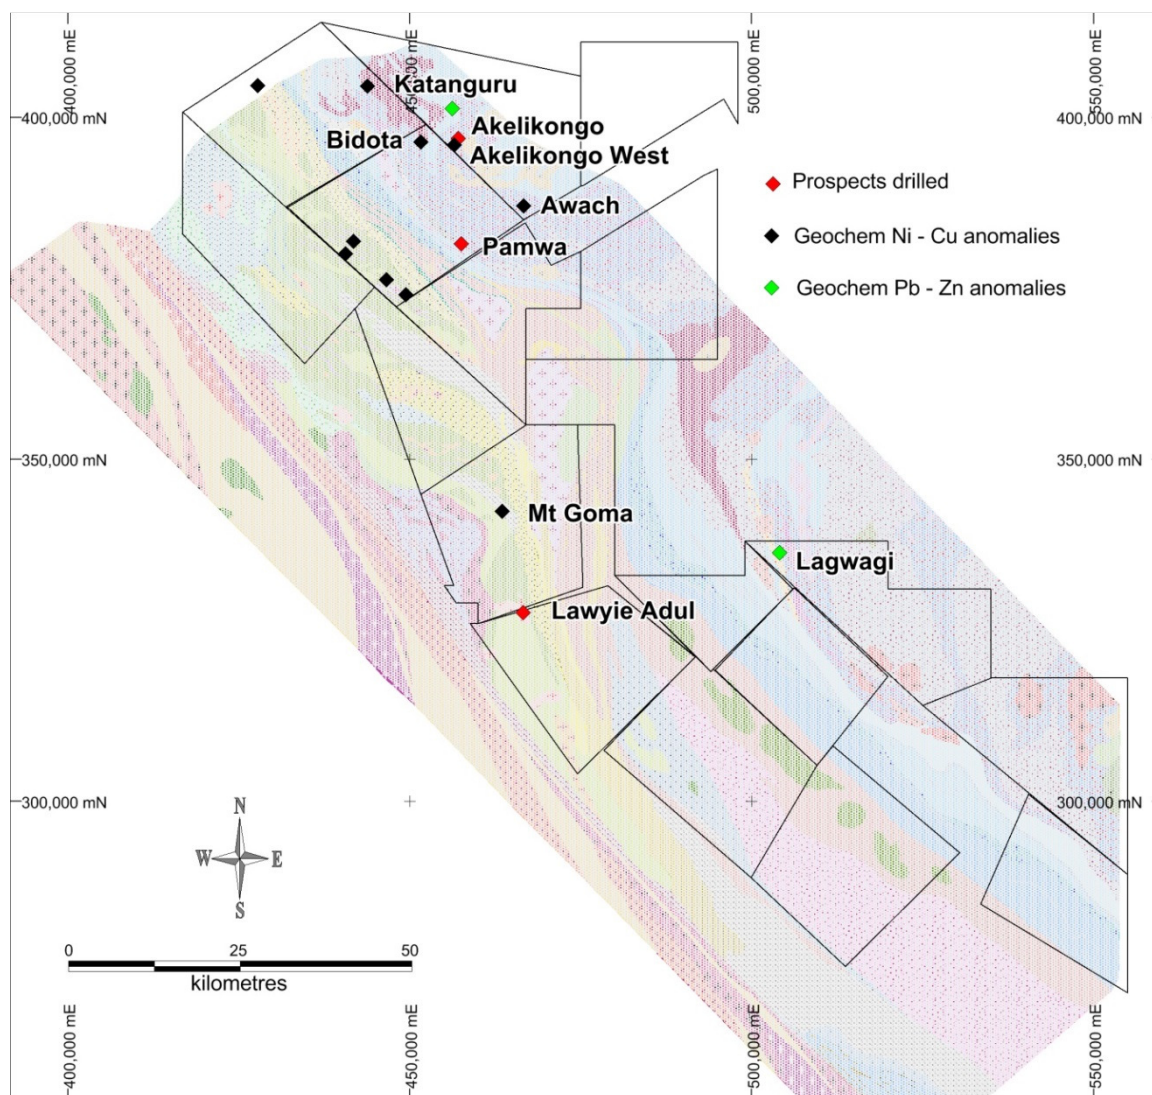 400,000 mE
450,000 mE
500,000 mE
550,000 mE
400,000 mN
400,000 mN
Katanguru
Akelikongo
Bidota
Akelikongo West
Awach
Pamwa
Prospects drilled
Geochem Ni - Cu anomalies
Geochem Pb - Zn anomalies
350,000 mN
350,000 mN
Mt Goma
Lagwagi
Lawyie Adul
300,000 mN
300,000 mN
N
W E
S
0 25 50
kilometres
400,000 mE
450,000 mE
500,000 mE
550,000 mE